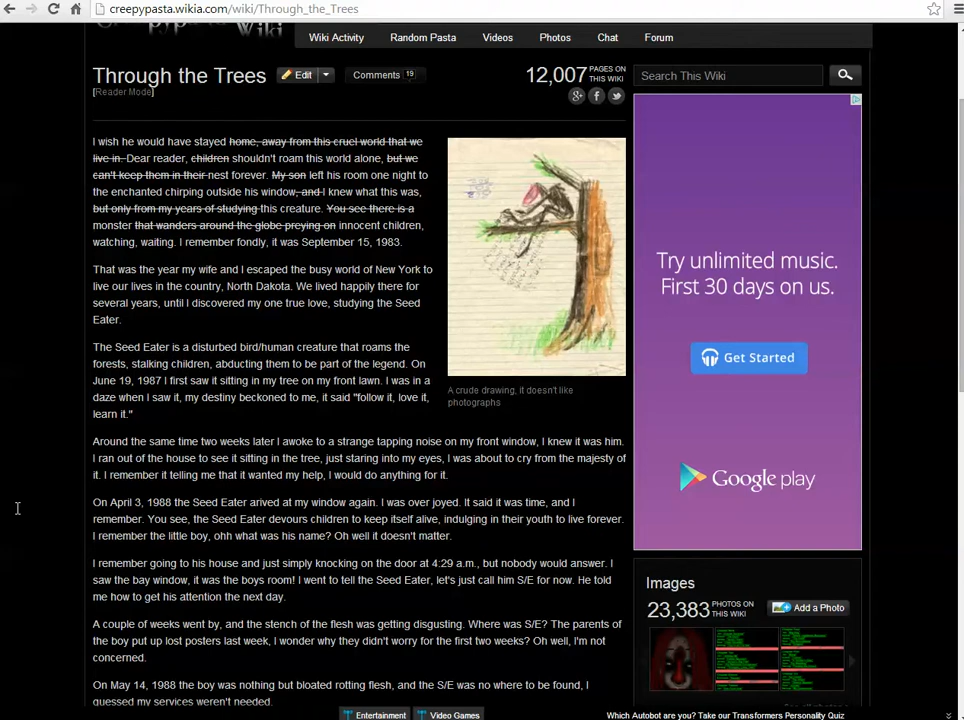 creepypasta.wikia.com/wiki/Through_the_Trees
Wiki
Wiki Activity
Random Pasta
Videos
Photos
Chat
Forum
Through the Trees
Edit
Comments 19
12,007 PAGES ON THIS WIKI
Search This Wiki
[Reader Mode]
I wish he would have stayed home, away from this cruel world that we
live in. Dear reader, children shouldn't roam this world alone, but we
can't keep them in their nest forever. My son left his room one night to
the enchanted chirping outside his window, and I knew what this was,
but only from my years of studying this creature. You see there is a
monster that wanders around the globe preying on innocent children,
watching, waiting. I remember fondly, it was September 15, 1983.
That was the year my wife and I escaped the busy world of New York to
live our lives in the country, North Dakota. We lived happily there for
several years, until I discovered my one true love, studying the Seed
Eater.
The Seed Eater is a disturbed bird/human creature that roams the
forests, stalking children, abducting them to be part of the legend. On
June 19, 1987 I first saw it sitting in my tree on my front lawn. I was in a
daze when I saw it, my destiny beckoned to me, it said "follow it, love it,
learn it."
A crude drawing, it doesn't like
photographs
Around the same time two weeks later I awoke to a strange tapping noise on my front window, I knew it was him.
I ran out of the house to see it sitting in the tree, just staring into my eyes, I was about to cry from the majesty of
it. I remember it telling me that it wanted my help, I would do anything for it.
On April 3, 1988 the Seed Eater arived at my window again. I was over joyed. It said it was time, and I
remember. You see, the Seed Eater devours children to keep itself alive, indulging in their youth to live forever.
I remember the little boy, ohh what was his name? Oh well it doesn't matter.
I remember going to his house and just simply knocking on the door at 4:29 a.m., but nobody would answer. I
saw the bay window, it was the boys room! I went to tell the Seed Eater, let's just call him S/E for now. He told
me how to get his attention the next day.
A couple of weeks went by, and the stench of the flesh was getting disgusting. Where was S/E? The parents of
the boy put up lost posters last week, I wonder why they didn't worry for the first two weeks? Oh well, I'm not
concerned.
On May 14, 1988 the boy was nothing but bloated rotting flesh, and the S/E was no where to be found, I
guessed my services weren't needed.
Try unlimited music.
First 30 days on us.
Get Started
Google play
Images
23,383 PHOTOS ON THIS WIKI
Add a Photo
Entertainment
Video Games
Which Autobot are you? Take our Transformers Personality Quiz